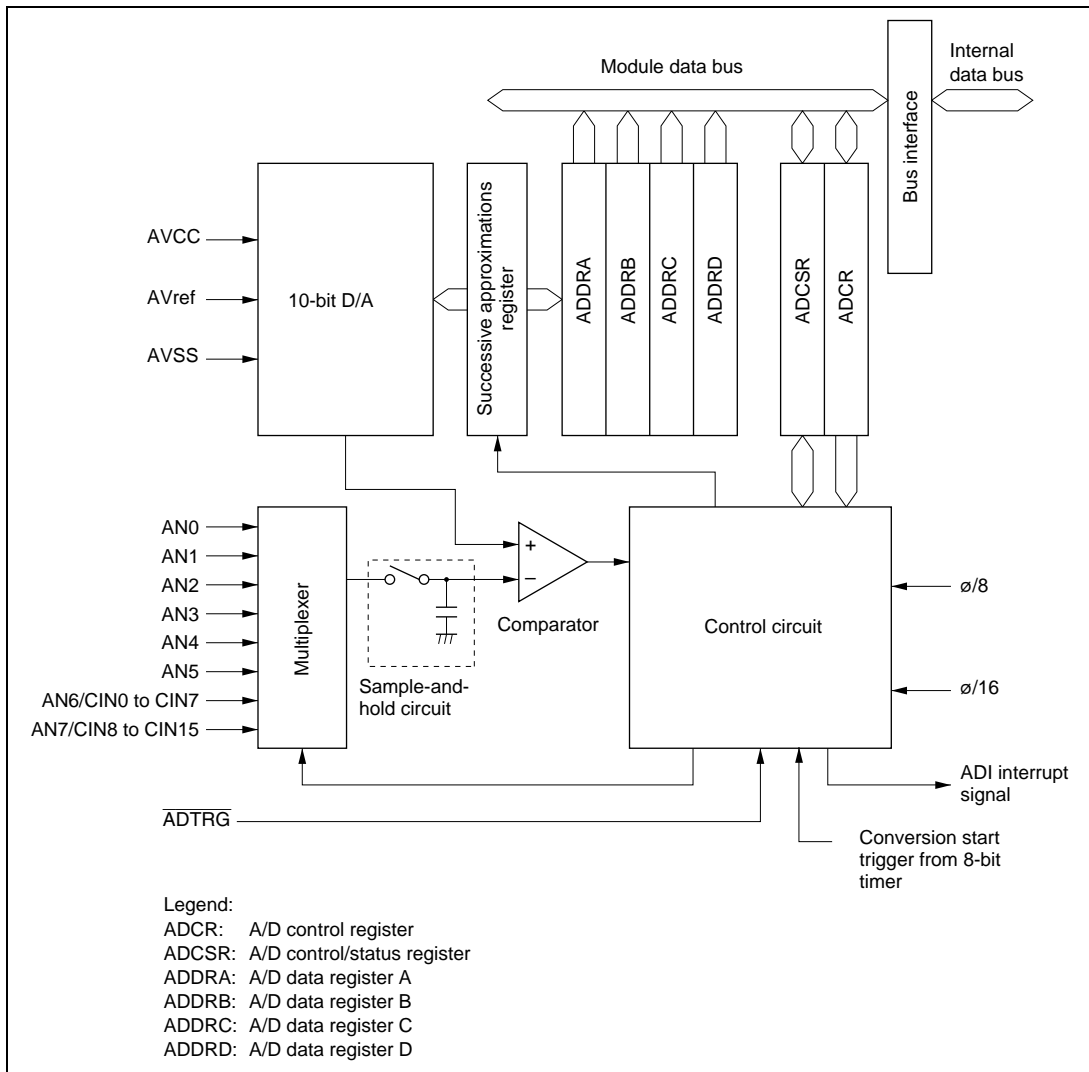 Module data bus
Internal
data bus
Bus interface
AVCC
AVref
AVSS
10-bit D/A
Successive approximations
register
ADDRA
ADDRB
ADDRC
ADDRD
ADCSR
ADCR
AN0
AN1
AN2
AN3
AN4
AN5
AN6/CIN0 to CIN7
AN7/CIN8 to CIN15
Multiplexer
+
−
Comparator
Sample-and-
hold circuit
Control circuit
ø/8
ø/16
ADI interrupt
signal
ADTRG
Conversion start
trigger from 8-bit
timer
Legend:
ADCR: A/D control register
ADCSR: A/D control/status register
ADDRA: A/D data register A
ADDRB: A/D data register B
ADDRC: A/D data register C
ADDRD: A/D data register D